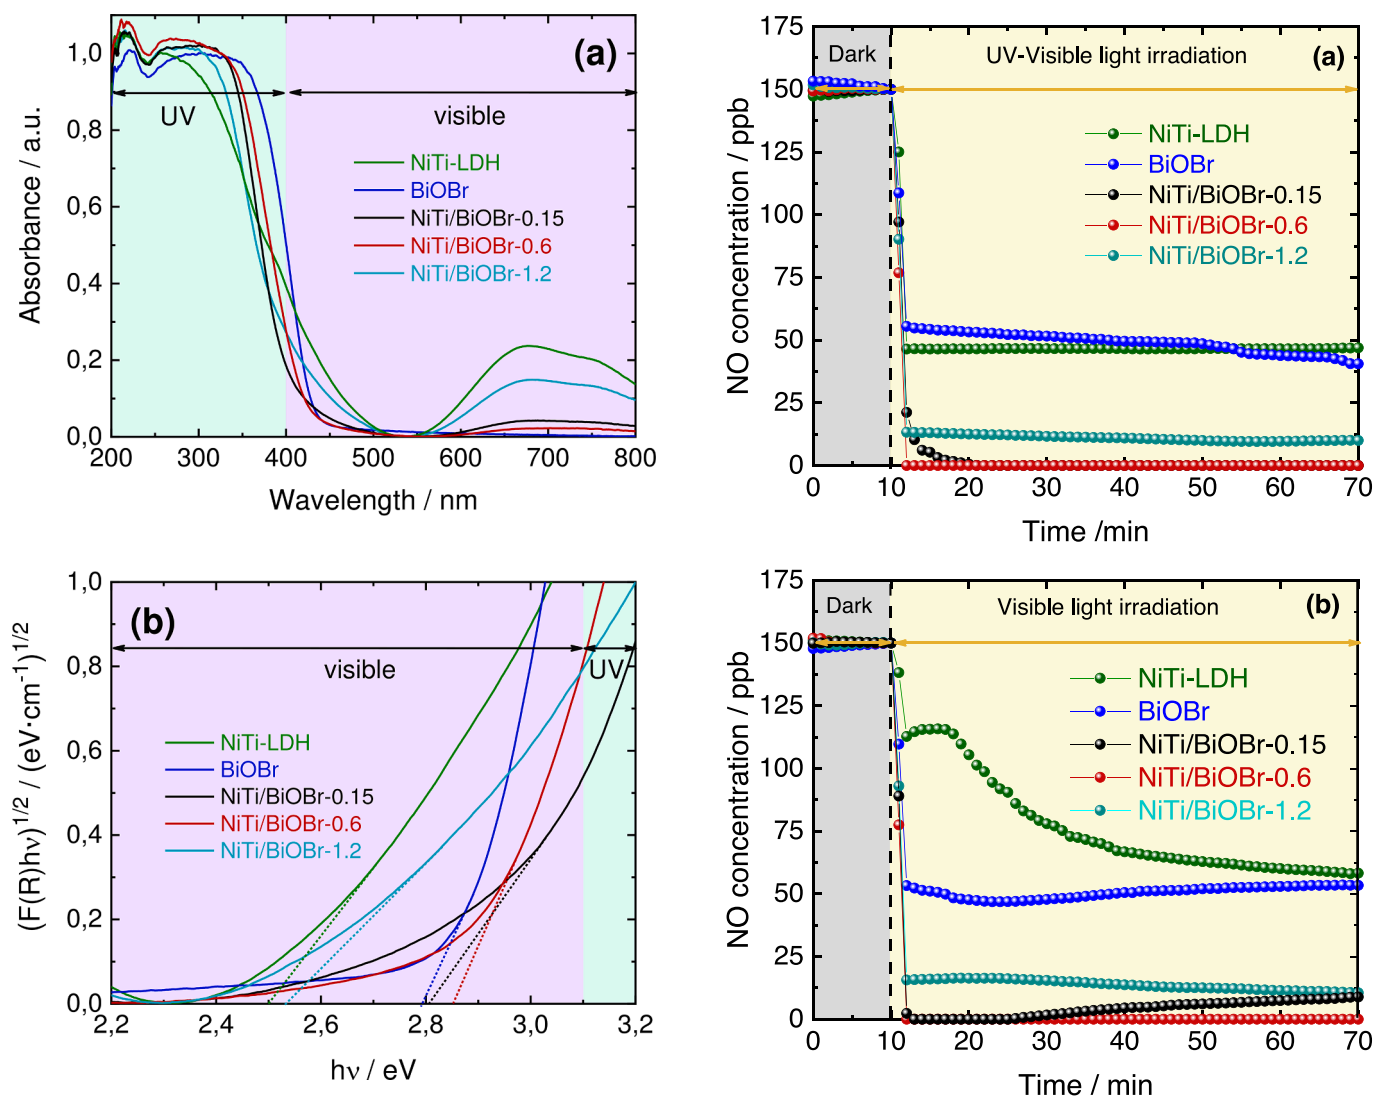 (a)
UV
visible
NiTi-LDH
BiOBr
NiTi/BiOBr-0.15
NiTi/BiOBr-0.6
NiTi/BiOBr-1.2
Absorbance / a.u.
1,0
0,8
0,6
0,4
0,2
0,0
200 300 400 500 600 700 800
Wavelength / nm
Dark
UV-Visible light irradiation
(a)
NiTi-LDH
BiOBr
NiTi/BiOBr-0.15
NiTi/BiOBr-0.6
NiTi/BiOBr-1.2
NO concentration / ppb
175
150
125
100
75
50
25
0
0 10 20 30 40 50 60 70
Time /min
(b)
visible
UV
NiTi-LDH
BiOBr
NiTi/BiOBr-0.15
NiTi/BiOBr-0.6
NiTi/BiOBr-1.2
(F(R)hν)^1/2 / (eV·cm⁻¹)^1/2
1,0
0,8
0,6
0,4
0,2
0,0
2,2 2,4 2,6 2,8 3,0 3,2
hν / eV
Dark
Visible light irradiation
(b)
NiTi-LDH
BiOBr
NiTi/BiOBr-0.15
NiTi/BiOBr-0.6
NiTi/BiOBr-1.2
NO concentration / ppb
175
150
125
100
75
50
25
0
0 10 20 30 40 50 60 70
Time / min